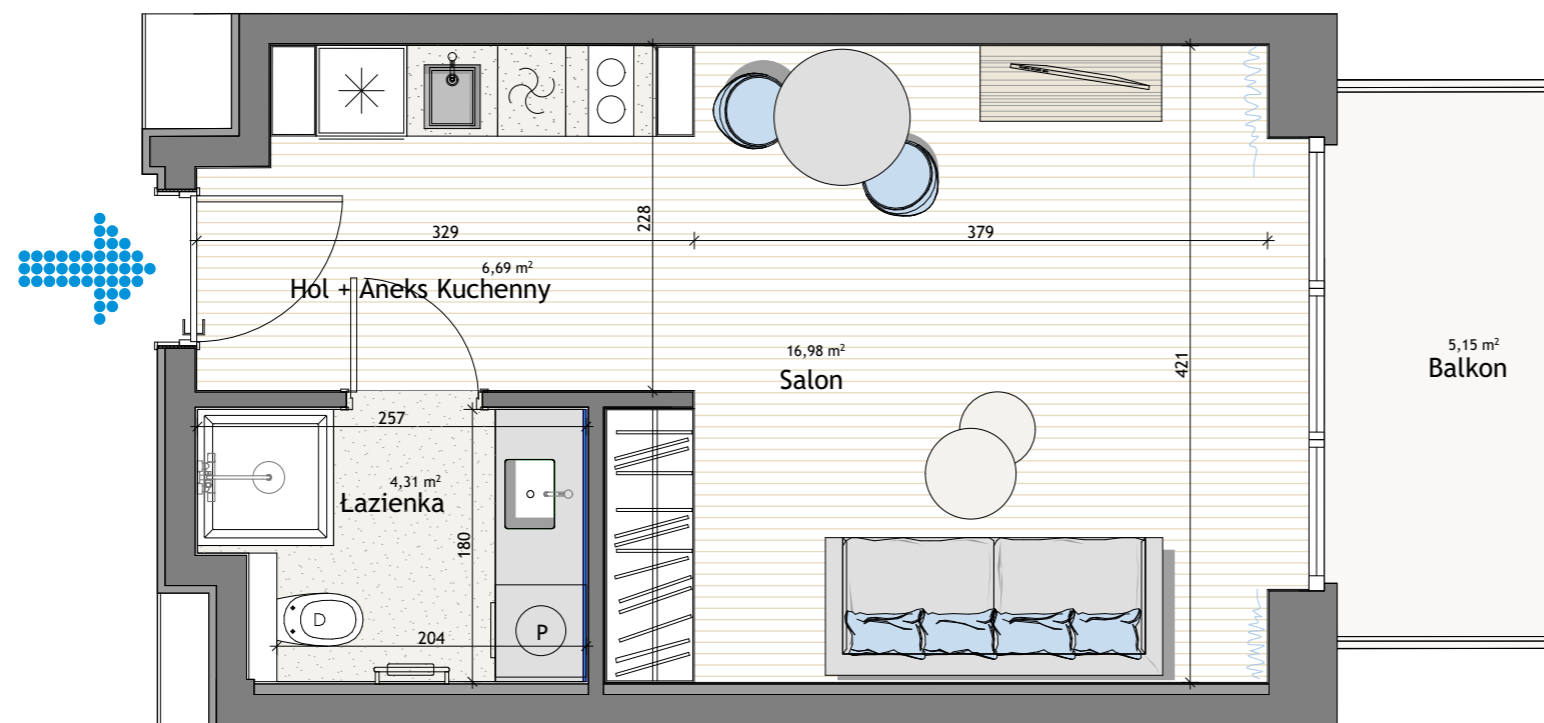 228
329
379
6,69 m²
Hol + Aneks Kuchenny
16,98 m²
Salon
421
5,15 m²
Balkon
257
4,31 m²
Łazienka
180
D
204
P